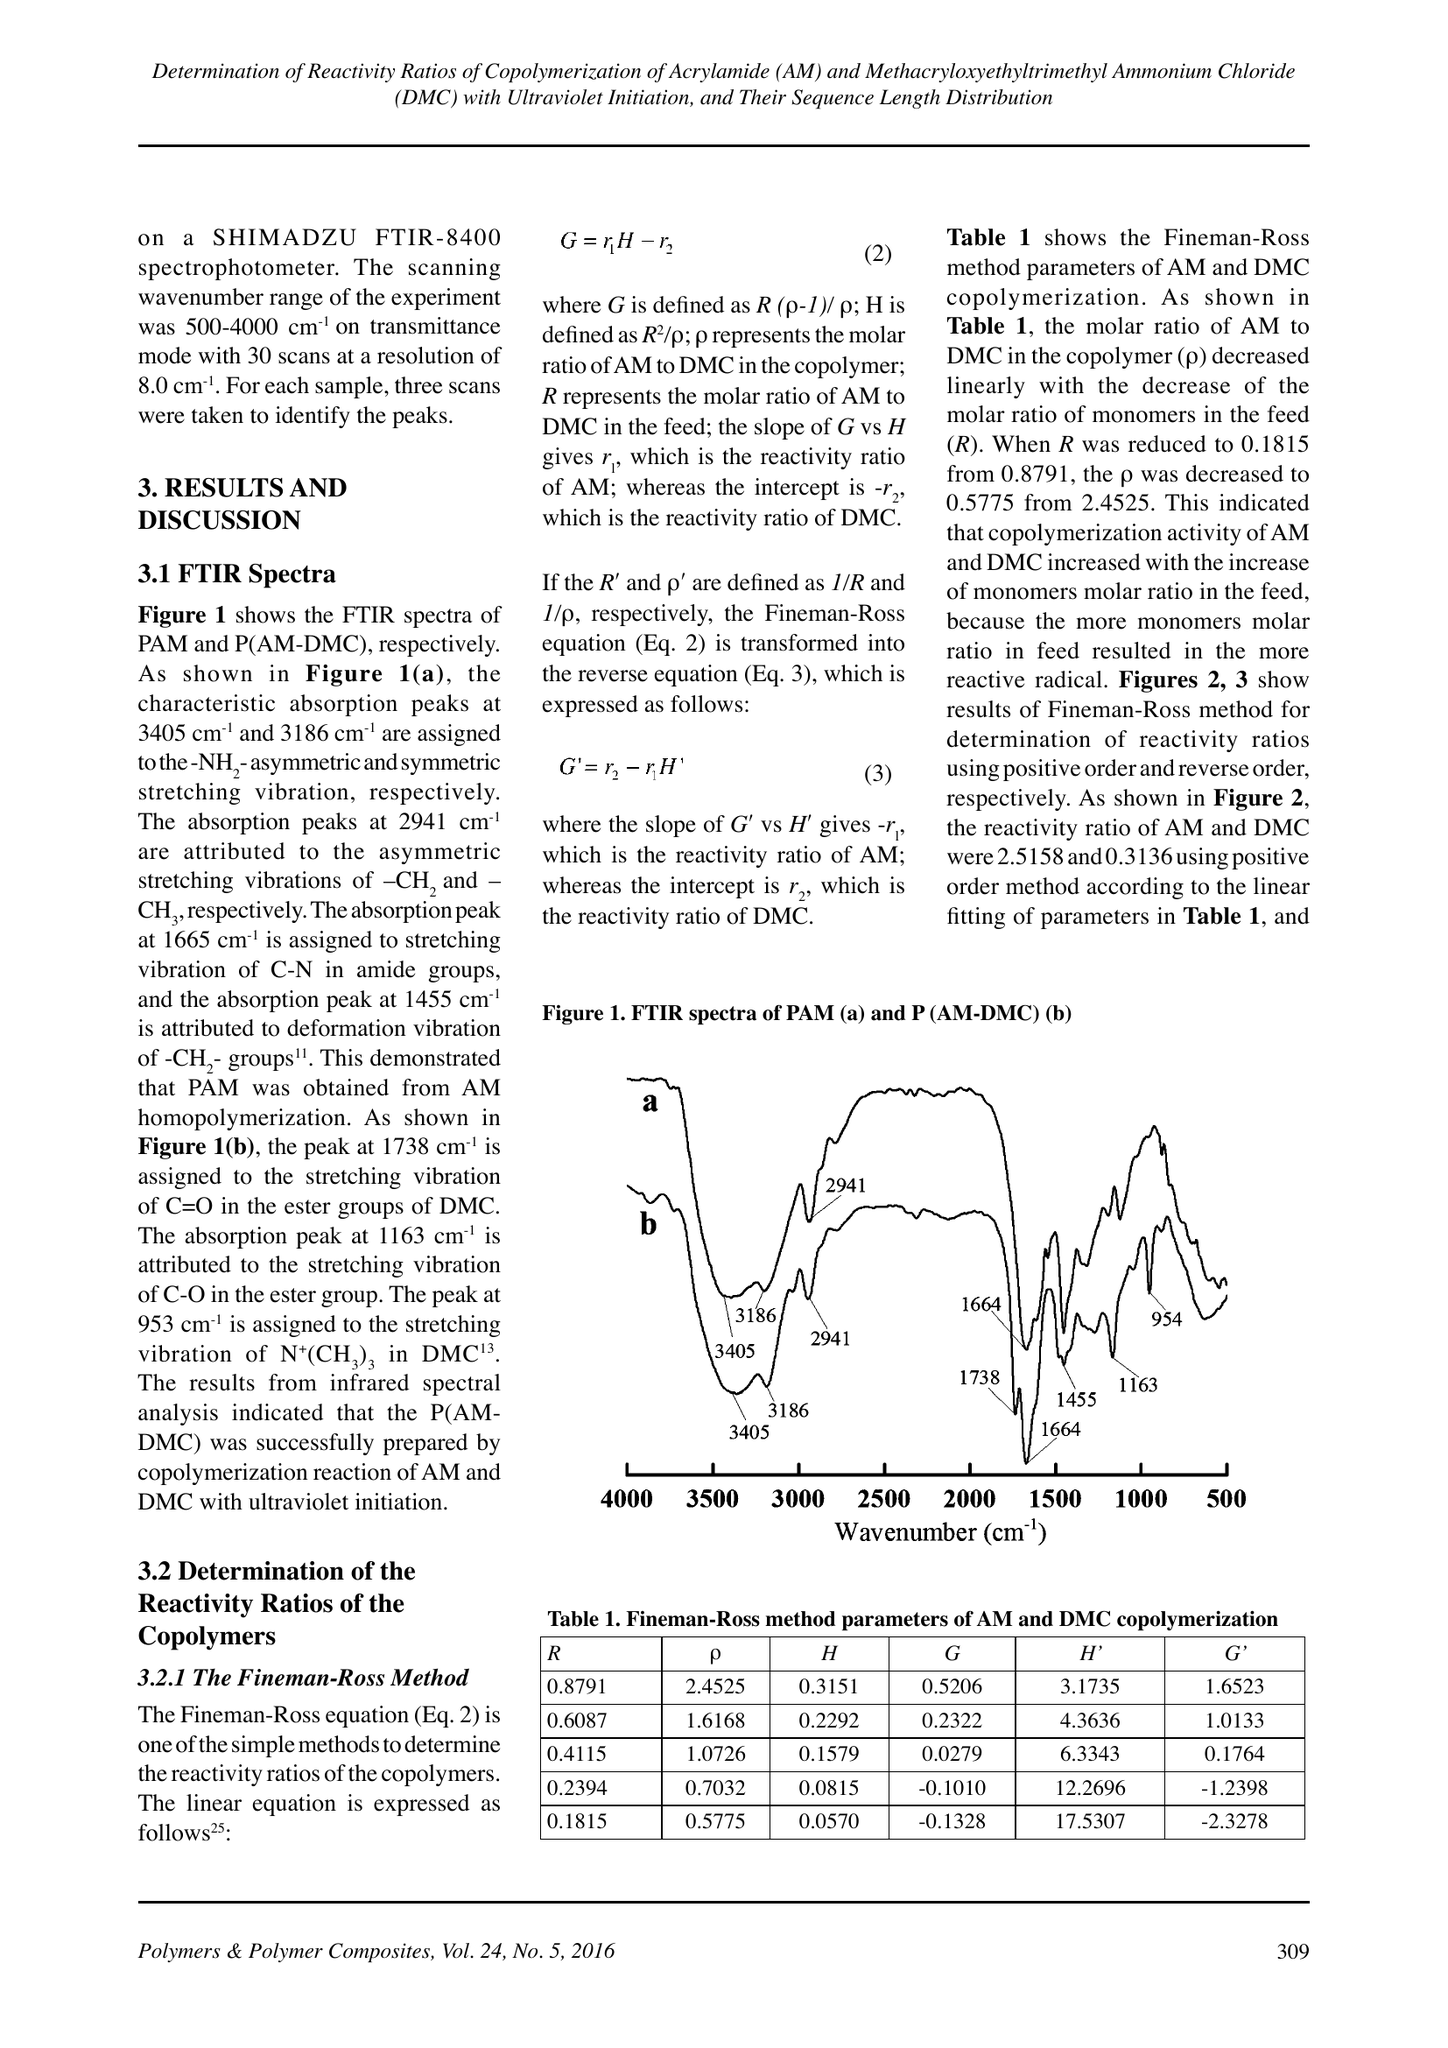 Determination of Reactivity Ratios of Copolymerization of Acrylamide (AM) and Methacryloxyethyltrimethyl Ammonium Chloride
(DMC) with Ultraviolet Initiation, and Their Sequence Length Distribution
on a SHIMADZU FTIR-8400
spectrophotometer. The scanning
wavenumber range of the experiment
was 500-4000 cm-1 on transmittance
mode with 30 scans at a resolution of
8.0 cm-1. For each sample, three scans
were taken to identify the peaks.
3. RESULTS AND
DISCUSSION
3.1 FTIR Spectra
Figure 1 shows the FTIR spectra of
PAM and P(AM-DMC), respectively.
As shown in Figure 1(a), the
characteristic absorption peaks at
3405 cm-1 and 3186 cm-1 are assigned
to the -NH2- asymmetric and symmetric
stretching vibration, respectively.
The absorption peaks at 2941 cm-1
are attributed to the asymmetric
stretching vibrations of –CH2 and –
CH3, respectively. The absorption peak
at 1665 cm-1 is assigned to stretching
vibration of C-N in amide groups,
and the absorption peak at 1455 cm-1
is attributed to deformation vibration
of -CH2- groups11. This demonstrated
that PAM was obtained from AM
homopolymerization. As shown in
Figure 1(b), the peak at 1738 cm-1 is
assigned to the stretching vibration
of C=O in the ester groups of DMC.
The absorption peak at 1163 cm-1 is
attributed to the stretching vibration
of C-O in the ester group. The peak at
953 cm-1 is assigned to the stretching
vibration of N+(CH3)3 in DMC13.
The results from infrared spectral
analysis indicated that the P(AM-
DMC) was successfully prepared by
copolymerization reaction of AM and
DMC with ultraviolet initiation.
3.2 Determination of the
Reactivity Ratios of the
Copolymers
3.2.1 The Fineman-Ross Method
The Fineman-Ross equation (Eq. 2) is
one of the simple methods to determine
the reactivity ratios of the copolymers.
The linear equation is expressed as
follows25:
G = r1H − r2 (2)
where G is defined as R (ρ-1)/ ρ; H is
defined as R2/ρ; ρ represents the molar
ratio of AM to DMC in the copolymer;
R represents the molar ratio of AM to
DMC in the feed; the slope of G vs H
gives r1, which is the reactivity ratio
of AM; whereas the intercept is -r2,
which is the reactivity ratio of DMC.
If the R′ and ρ′ are defined as 1/R and
1/ρ, respectively, the Fineman-Ross
equation (Eq. 2) is transformed into
the reverse equation (Eq. 3), which is
expressed as follows:
G'= r2 − r1H' (3)
where the slope of G′ vs H′ gives -r1,
which is the reactivity ratio of AM;
whereas the intercept is r2, which is
the reactivity ratio of DMC.
Table 1 shows the Fineman-Ross
method parameters of AM and DMC
copolymerization. As shown in
Table 1, the molar ratio of AM to
DMC in the copolymer (ρ) decreased
linearly with the decrease of the
molar ratio of monomers in the feed
(R). When R was reduced to 0.1815
from 0.8791, the ρ was decreased to
0.5775 from 2.4525. This indicated
that copolymerization activity of AM
and DMC increased with the increase
of monomers molar ratio in the feed,
because the more monomers molar
ratio in feed resulted in the more
reactive radical. Figures 2, 3 show
results of Fineman-Ross method for
determination of reactivity ratios
using positive order and reverse order,
respectively. As shown in Figure 2,
the reactivity ratio of AM and DMC
were 2.5158 and 0.3136 using positive
order method according to the linear
fitting of parameters in Table 1, and
Figure 1. FTIR spectra of PAM (a) and P (AM-DMC) (b)
a
2941
b
1664
3186
954
2941
3405
1738
1163
1455
3186
3405
1664
4000 3500 3000 2500 2000 1500 1000 500
Wavenumber (cm-1)
Table 1. Fineman-Ross method parameters of AM and DMC copolymerization
R ρ H G H’ G’
0.8791 2.4525 0.3151 0.5206 3.1735 1.6523
0.6087 1.6168 0.2292 0.2322 4.3636 1.0133
0.4115 1.0726 0.1579 0.0279 6.3343 0.1764
0.2394 0.7032 0.0815 -0.1010 12.2696 -1.2398
0.1815 0.5775 0.0570 -0.1328 17.5307 -2.3278
Polymers & Polymer Composites, Vol. 24, No. 5, 2016 309